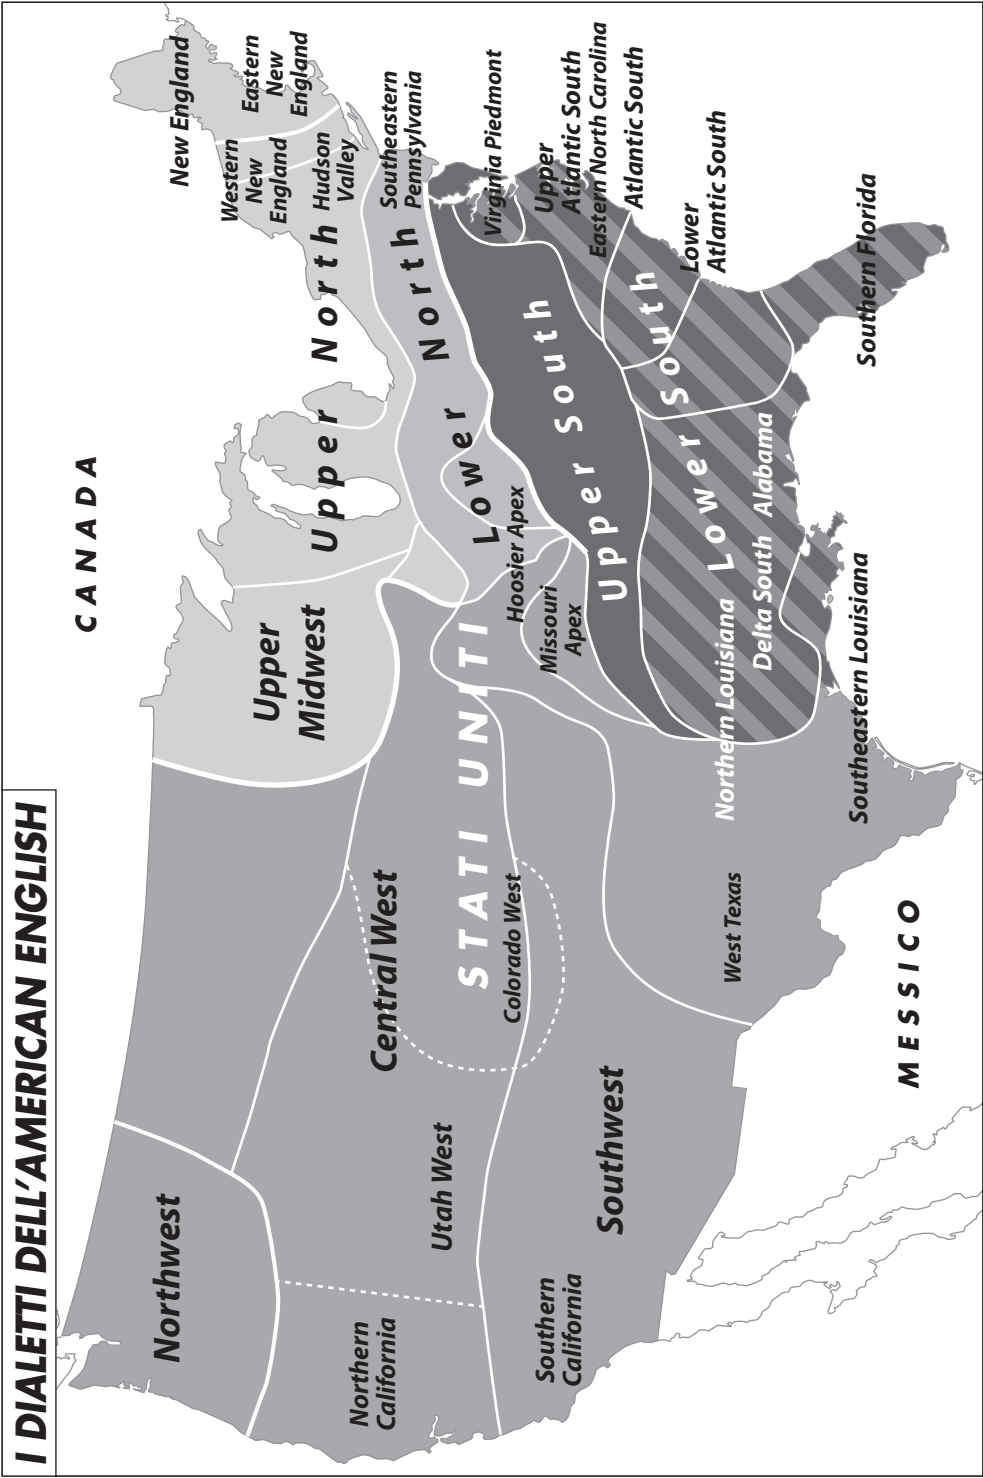 I DIALETTI DELL'AMERICAN ENGLISH
CANADA
New England
Eastern
New
England
Western
New
England
Hudson
Valley
Southeastern
Pennsylvania
Upper North
Lower North
Upper
Midwest
Northwest
Central West
STATI UNITI
Colorado West
Utah West
Northern
California
Southern
California
Southwest
West Texas
Hoosier Apex
Missouri
Apex
Upper South
Lower South
Virginia Piedmont
Upper
Atlantic South
Eastern North Carolina
Atlantic South
Lower
Atlantic South
Southern Florida
Alabama
Delta South
Northern Louisiana
Southeastern Louisiana
MESSICO